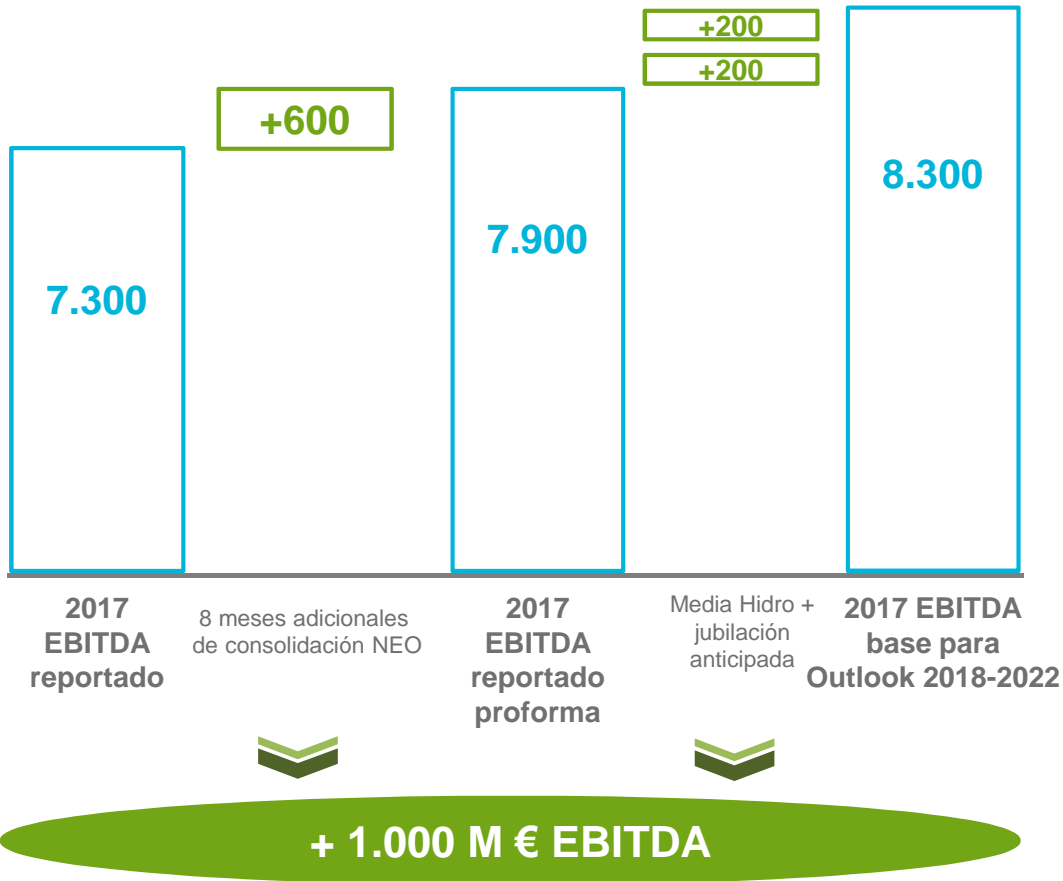 +200
+200
+600
8.300
7.900
7.300
2017
EBITDA
reportado
8 meses adicionales
de consolidación NEO
2017
EBITDA
reportado
proforma
Media Hidro +
jubilación
anticipada
2017 EBITDA
base para
Outlook 2018-2022
+ 1.000 M € EBITDA